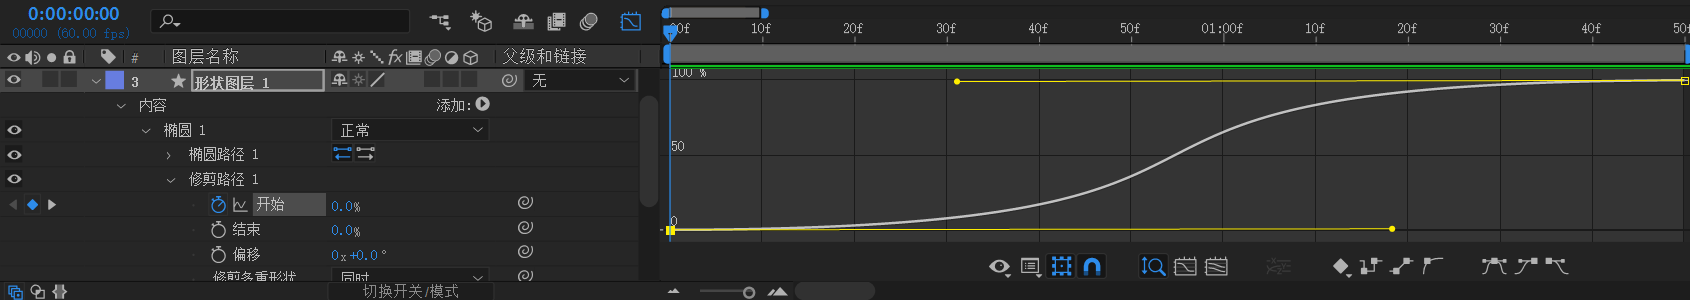 0:00:00:00
00000 (60.00 fps)
# 图层名称 fx 父级和链接
3 形状图层 1 无
内容 添加:
椭圆 1 正常
椭圆路径 1
修剪路径 1
开始 0.0%
结束 0.0%
偏移 0x+0.0°
修剪多重形状 同时
切换开关/模式
00f 10f 20f 30f 40f 50f 01:00f 10f 20f 30f 40f 50f
100 %
50
0